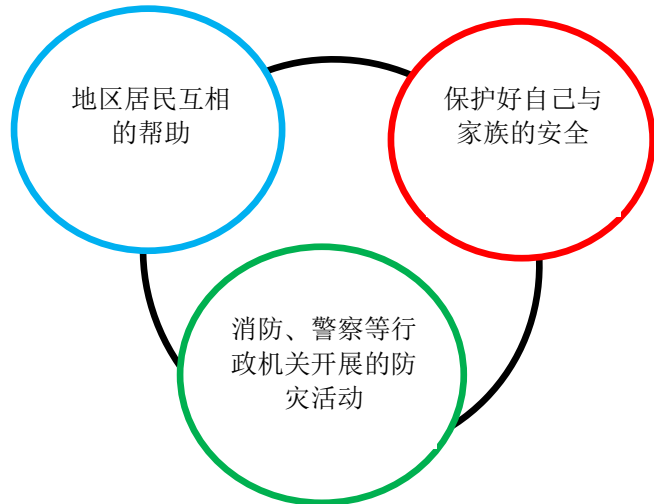 地区居民互相
的帮助
保护好自己与
家族的安全
消防、警察等行
政机关开展的防
灾活动